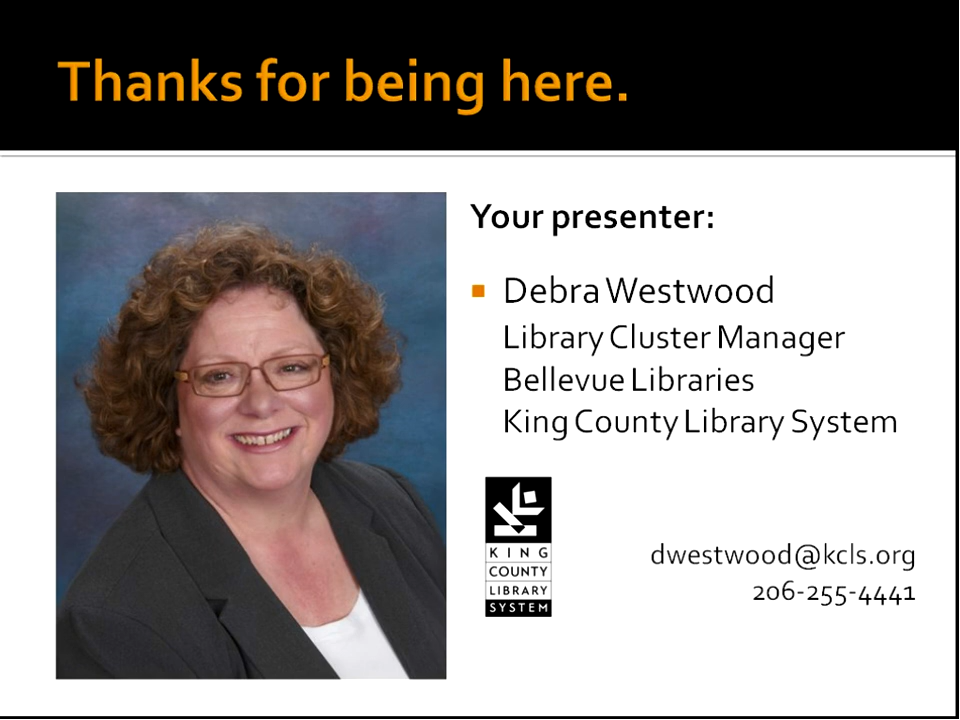 Thanks for being here.
Your presenter:
Debra Westwood
Library Cluster Manager
Bellevue Libraries
King County Library System
KING
COUNTY
LIBRARY
SYSTEM
dwestwood@kcls.org
206-255-4441